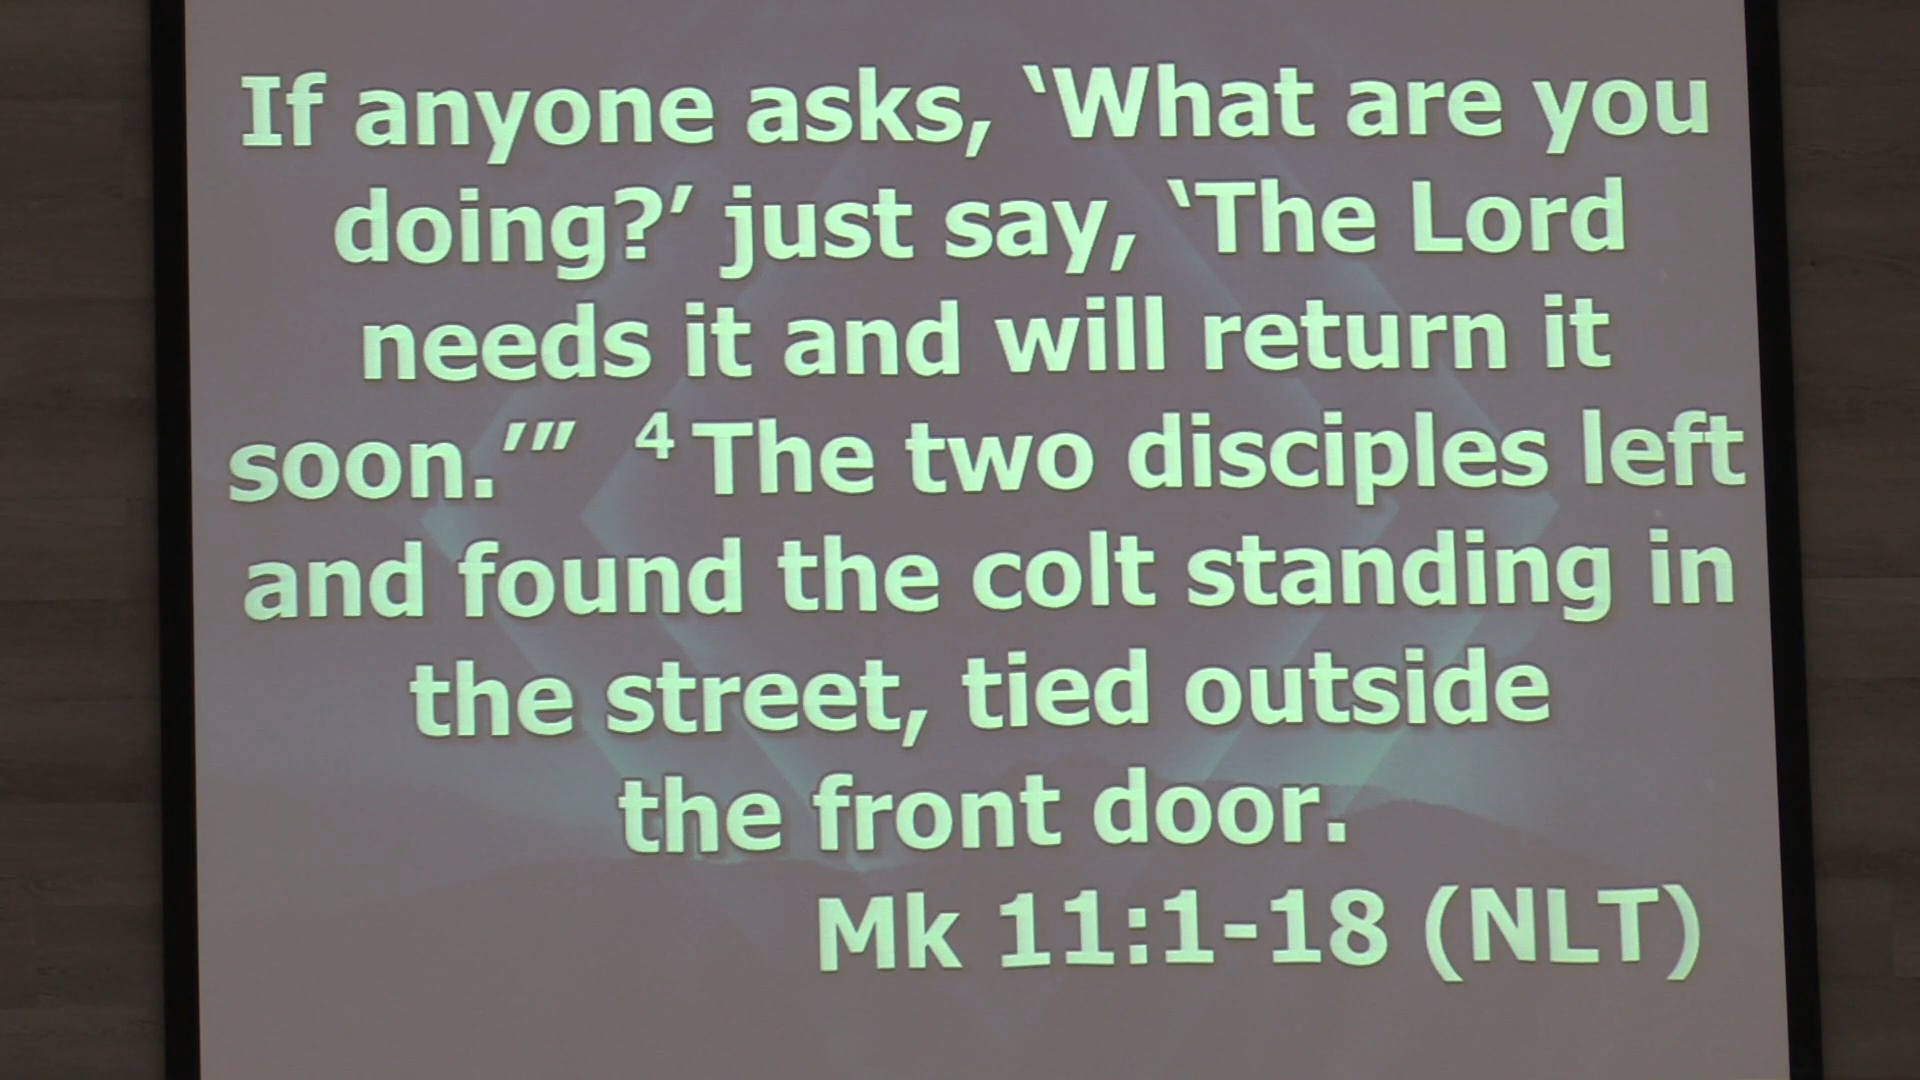 If anyone asks, ‘What are you
doing?’ just say, ‘The Lord
needs it and will return it
soon.’” 4 The two disciples left
and found the colt standing in
the street, tied outside
the front door.
Mk 11:1-18 (NLT)